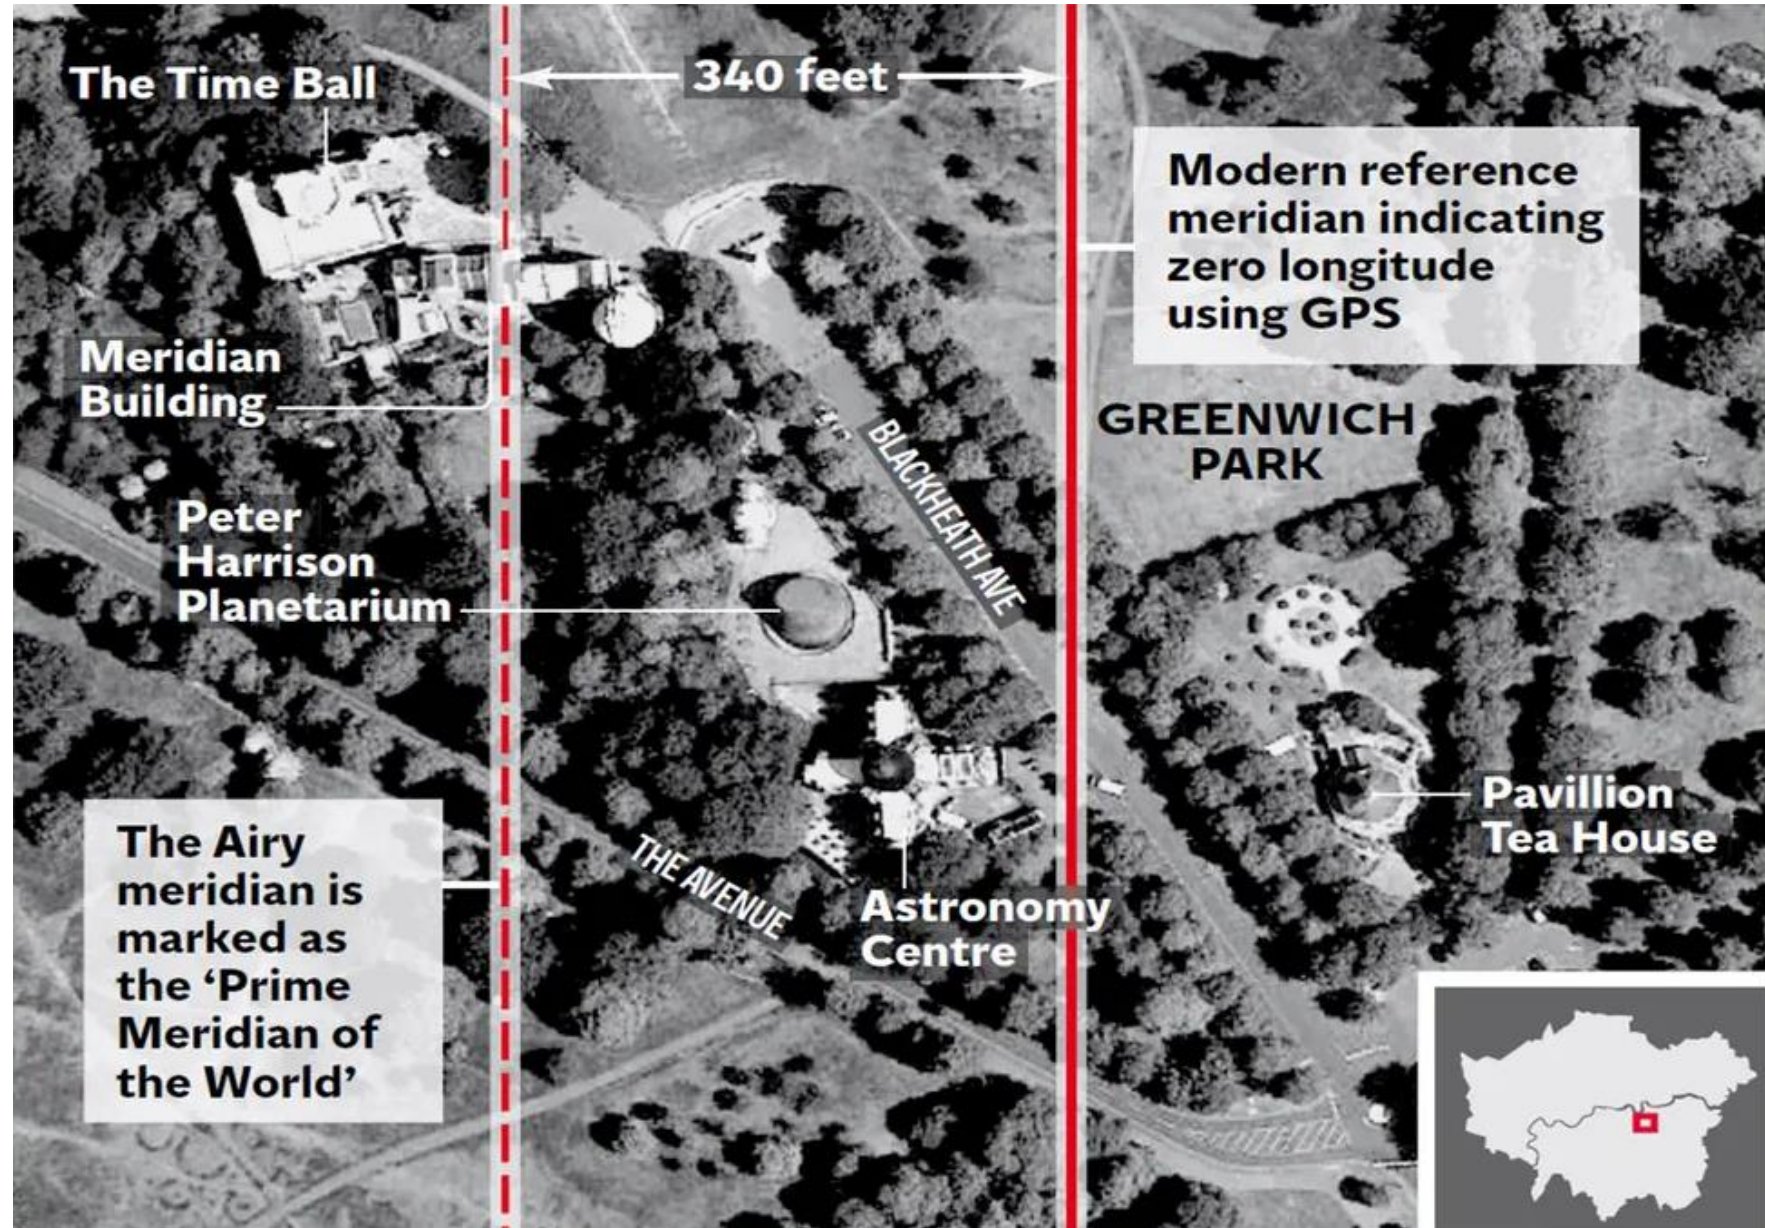 The Time Ball
340 feet
Modern reference
meridian indicating
zero longitude
using GPS
Meridian
Building
GREENWICH
PARK
BLACKHEATH AVE
Peter
Harrison
Planetarium
Pavillion
Tea House
The Airy
meridian is
marked as
the ‘Prime
Meridian of
the World’
THE AVENUE
Astronomy
Centre